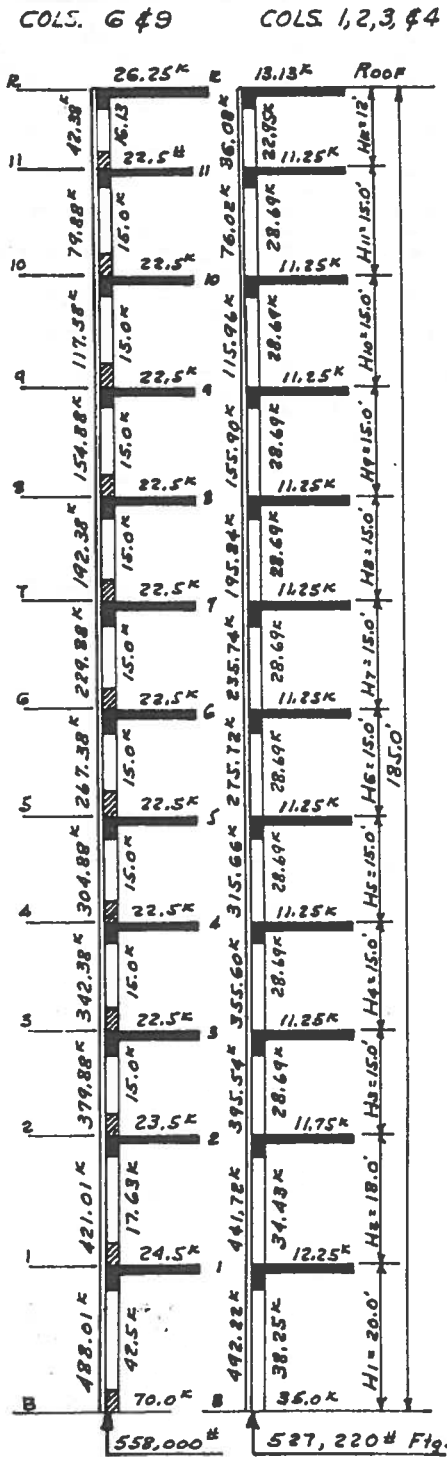 COLS. 6 & 9 COLS. 1, 2, 3, & 4
R 26.25ᴷ R 13.13ᴷ ROOF
42.38ᴷ 16.13 36.08ᴷ 22.95ᴷ H₁₂=12'
11 22.5# 11 11.25ᴷ
79.88ᴷ 15.0ᴷ 76.02ᴷ 28.69ᴷ H₁₁=15.0'
10 22.5ᴷ 10 11.25ᴷ
117.38ᴷ 15.0ᴷ 115.96ᴷ 28.69ᴷ H₁₀=15.0'
9 22.5ᴷ 9 11.25ᴷ
154.88ᴷ 15.0ᴷ 155.90ᴷ 28.69ᴷ H₉=15.0'
8 22.5ᴷ 8 11.25ᴷ
192.38ᴷ 15.0ᴷ 195.84ᴷ 28.69ᴷ H₈=15.0'
7 22.5ᴷ 7 11.25ᴷ
229.88ᴷ 15.0ᴷ 235.74ᴷ 28.69ᴷ H₇=15.0'
6 22.5ᴷ 6 11.25ᴷ
267.38ᴷ 15.0ᴷ 275.72ᴷ 28.69ᴷ H₆=15.0' 185.0'
5 22.5ᴷ 5 11.25ᴷ
304.88ᴷ 15.0ᴷ 315.66ᴷ 28.69ᴷ H₅=15.0'
4 22.5ᴷ 4 11.25ᴷ
342.38ᴷ 15.0ᴷ 355.60ᴷ 28.69ᴷ H₄=15.0'
3 22.5ᴷ 3 11.25ᴷ
379.88ᴷ 15.0ᴷ 395.54ᴷ 28.69ᴷ H₃=15.0'
2 23.5ᴷ 2 11.75ᴷ
421.01ᴷ 17.63ᴷ 441.72ᴷ 34.43ᴷ H₂=18.0'
1 24.5ᴷ 1 12.25ᴷ
488.01ᴷ 42.5ᴷ 492.22ᴷ 38.25ᴷ H₁=20.0'
B 70.0ᴷ B 35.0ᴷ
558,000# 527,220# Ftg.